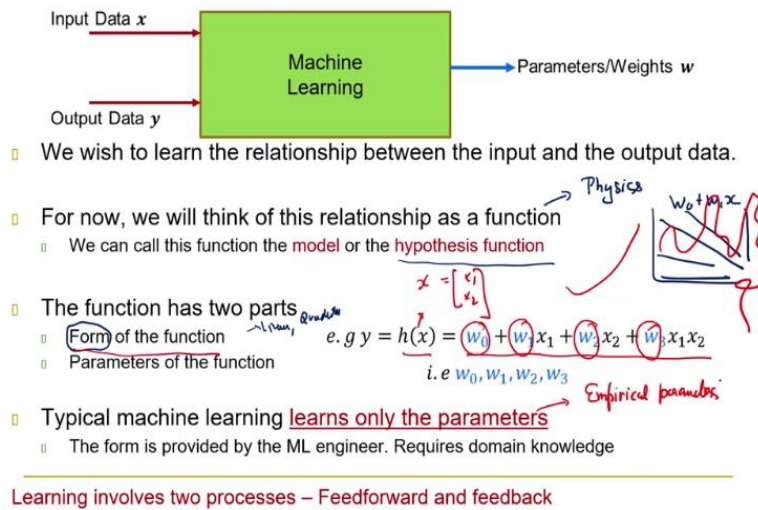 Input Data x
Machine
Learning
Parameters/Weights w
Output Data y
We wish to learn the relationship between the input and the output data.
Physics
For now, we will think of this relationship as a function
w₀+w₁x
We can call this function the model or the hypothesis function
x = [x₁ x₂]
The function has two parts
Form of the function
Linear, Quadratic
e.g y = h(x) = w₀ + w₁x₁ + w₂x₂ + w₃x₁x₂
Parameters of the function
i.e w₀, w₁, w₂, w₃
Empirical parameters
Typical machine learning learns only the parameters
The form is provided by the ML engineer. Requires domain knowledge
Learning involves two processes – Feedforward and feedback